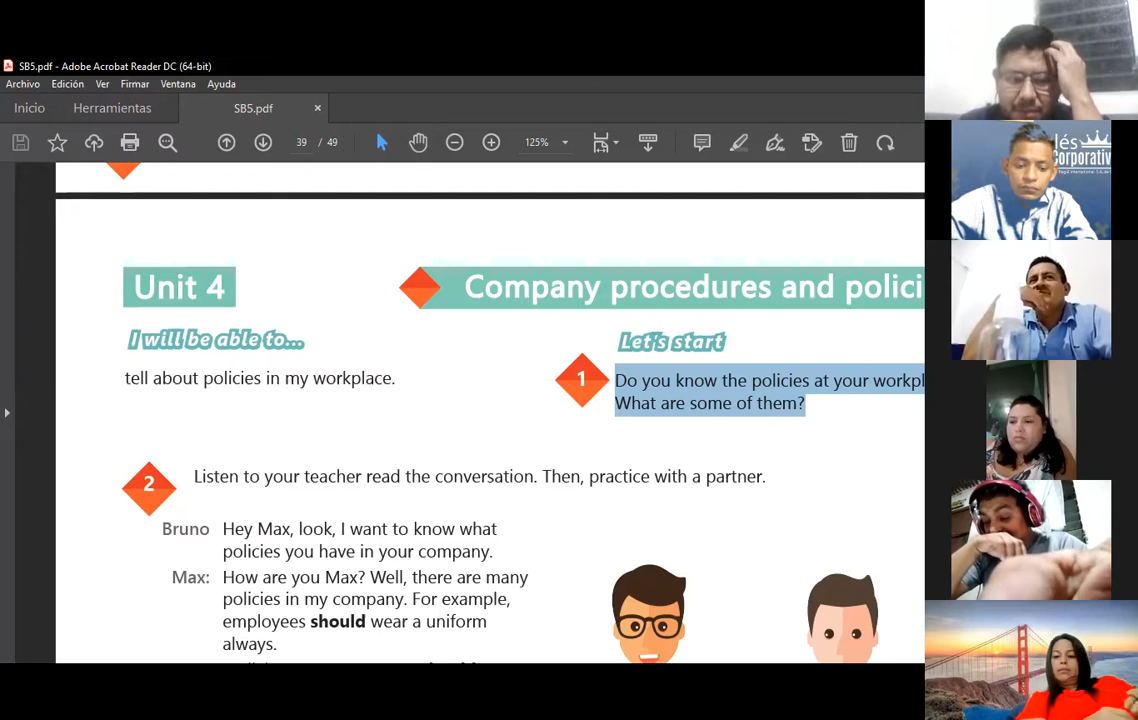 SB5.pdf - Adobe Acrobat Reader DC (64-bit)
Archivo Edición Ver Firmar Ventana Ayuda
Inicio Herramientas SB5.pdf ×
39 / 49 125%
Unit 4
Company procedures and polici
I will be able to...
Let's start
tell about policies in my workplace.
1 Do you know the policies at your workpl
What are some of them?
2 Listen to your teacher read the conversation. Then, practice with a partner.
Bruno Hey Max, look, I want to know what
policies you have in your company.
Max: How are you Max? Well, there are many
policies in my company. For example,
employees should wear a uniform
always.
lés
Corporativ